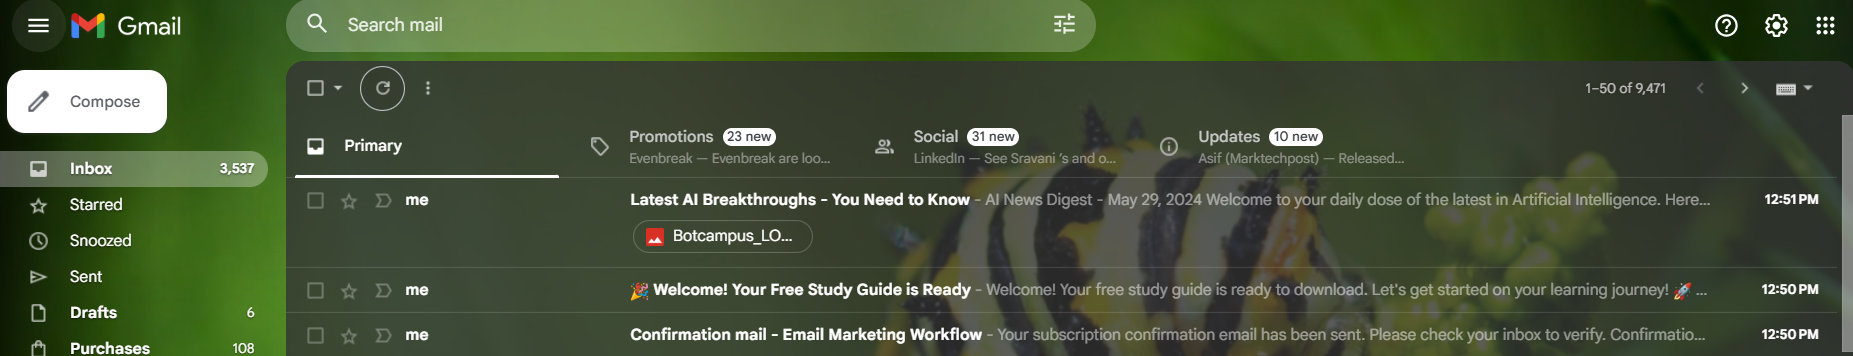 Gmail
Search mail
Compose
1–50 of 9,471
Primary
Promotions 23 new
Evenbreak — Evenbreak are loo...
Social 31 new
LinkedIn — See Sravani 's and o...
Updates 10 new
Asif (Marktechpost) — Released...
Inbox 3,537
Starred
Snoozed
Sent
Drafts 6
Purchases 108
me Latest AI Breakthroughs - You Need to Know - AI News Digest - May 29, 2024 Welcome to your daily dose of the latest in Artificial Intelligence. Here... 12:51 PM
Botcampus_LO...
me 🎉 Welcome! Your Free Study Guide is Ready - Welcome! Your free study guide is ready to download. Let's get started on your learning journey! 🚀 ... 12:50 PM
me Confirmation mail - Email Marketing Workflow - Your subscription confirmation email has been sent. Please check your inbox to verify. Confirmatio... 12:50 PM